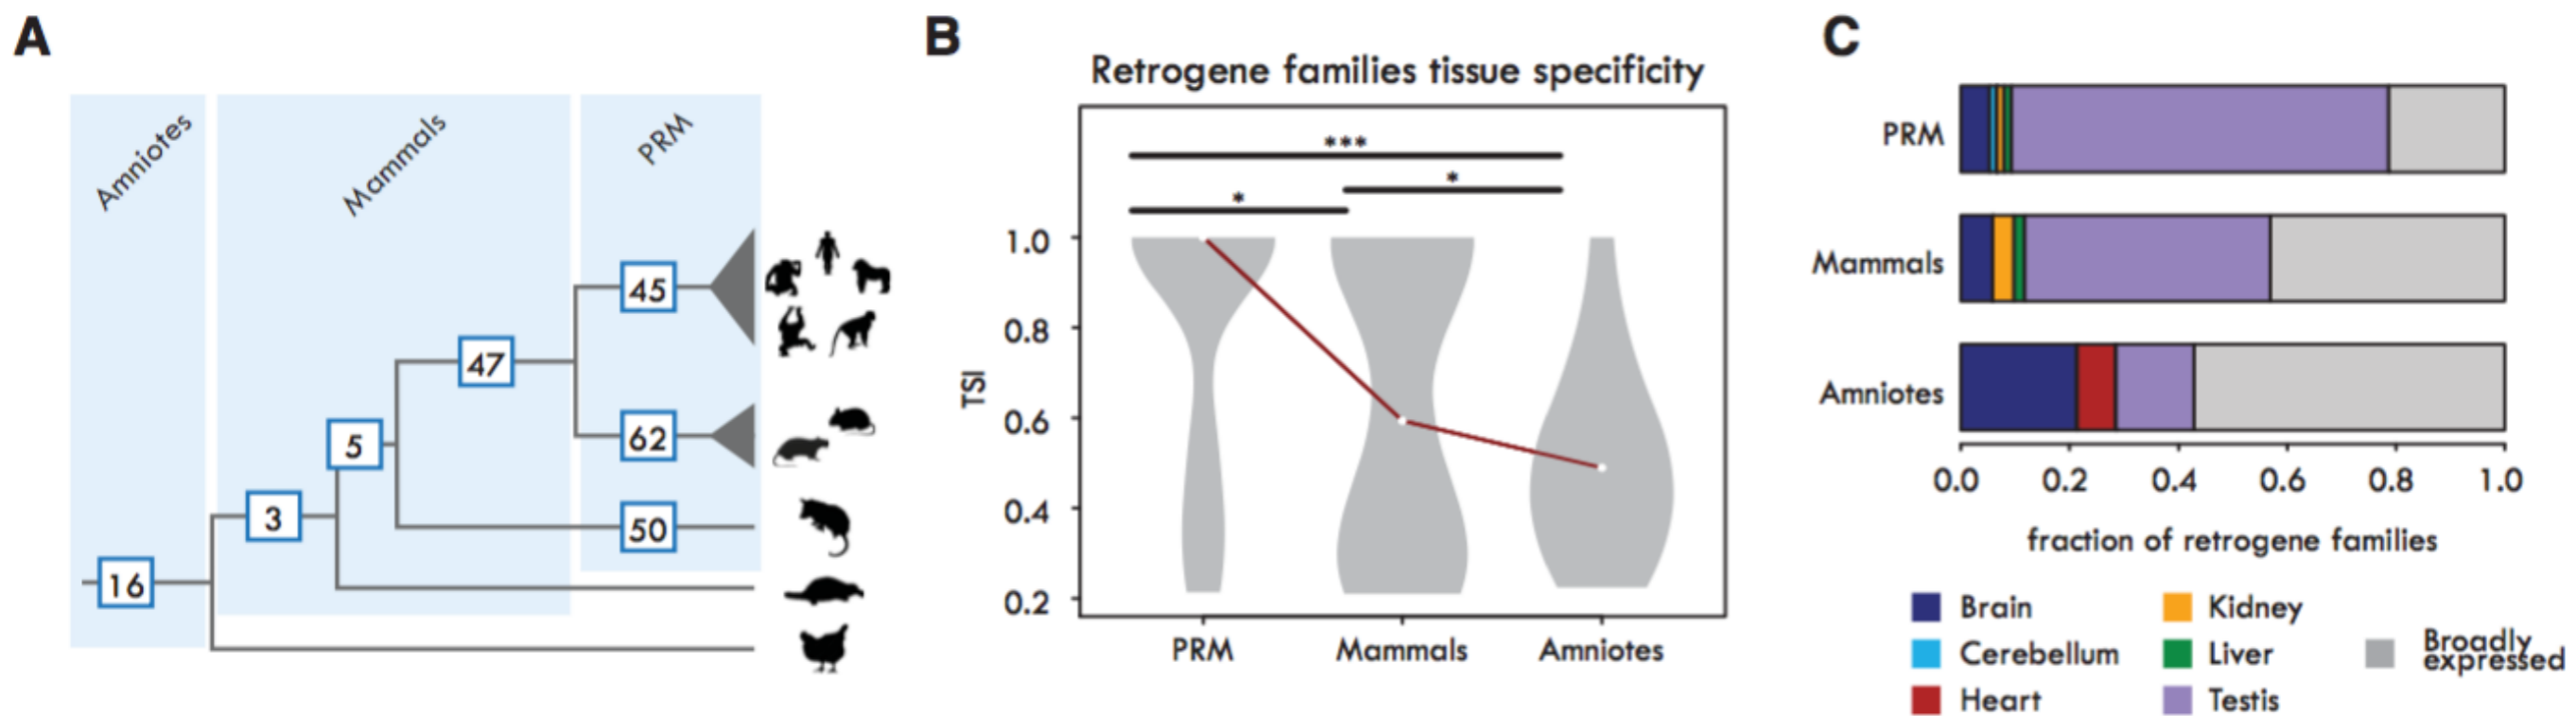 A
Amniotes
Mammals
PRM
45
47
62
5
50
3
16
B
Retrogene families tissue specificity
***
*
*
1.0
0.8
0.6
0.4
0.2
TSI
PRM Mammals Amniotes
C
PRM
Mammals
Amniotes
0.0 0.2 0.4 0.6 0.8 1.0
fraction of retrogene families
Brain
Cerebellum
Heart
Kidney
Liver
Testis
Broadly
expressed